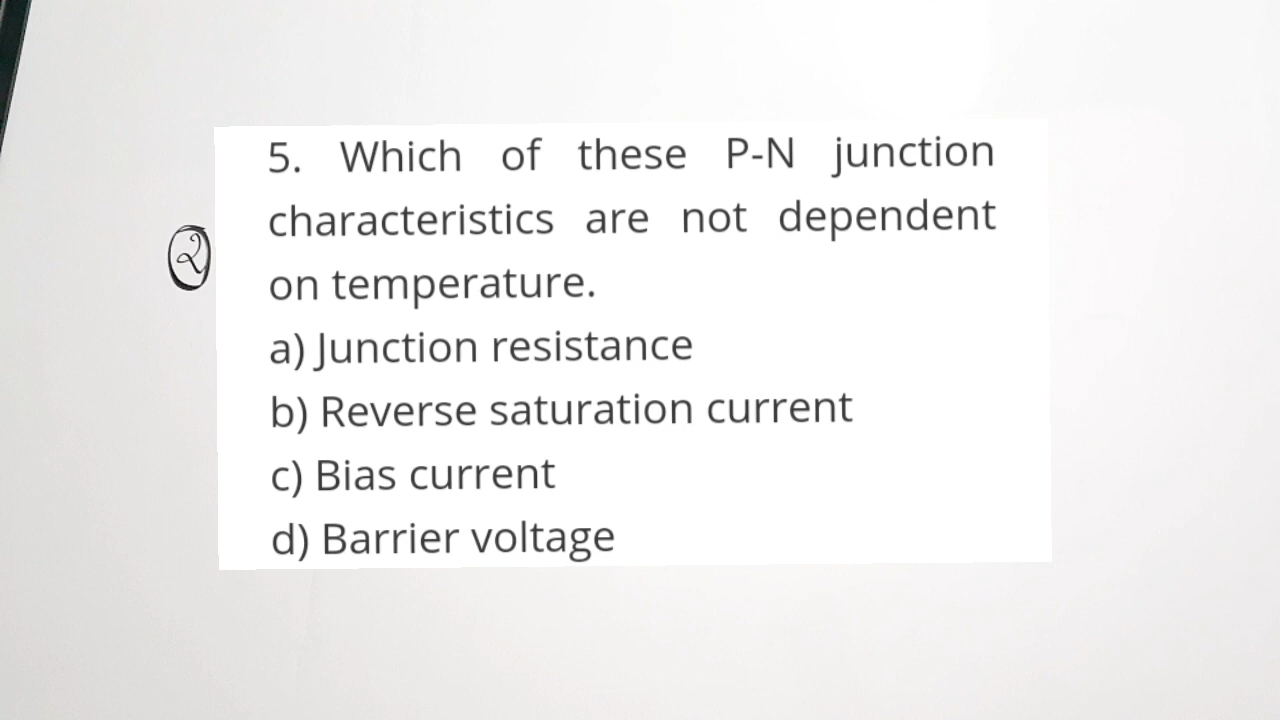 5. Which of these P-N junction
characteristics are not dependent
on temperature.
a) Junction resistance
b) Reverse saturation current
c) Bias current
d) Barrier voltage